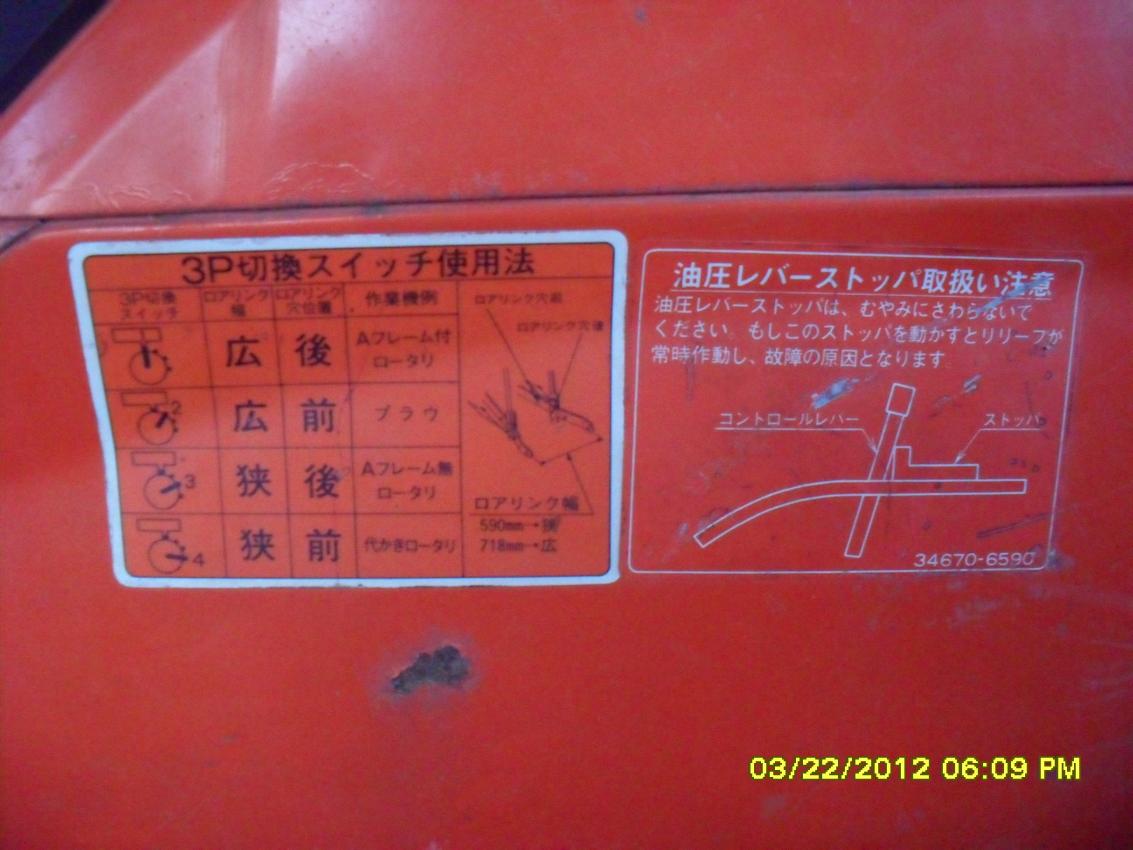 3P切換スイッチ使用法
3P切換
スイッチ
ロアリンク
幅
ロアリンク
穴位置
作業機例
広
後
Aフレーム付
ロータリ
2
広
前
プラウ
3
狭
後
Aフレーム無
ロータリ
4
狭
前
代かきロータリ
ロアリンク穴前
ロアリンク穴後
ロアリンク幅
590mm→狭
718mm→広
油圧レバーストッパ取扱い注意
油圧レバーストッパは、むやみにさわらないで
ください。もしこのストッパを動かすとリリーフが
常時作動し、故障の原因となります。
コントロールレバー
ストッパ
34670-6590
03/22/2012 06:09 PM